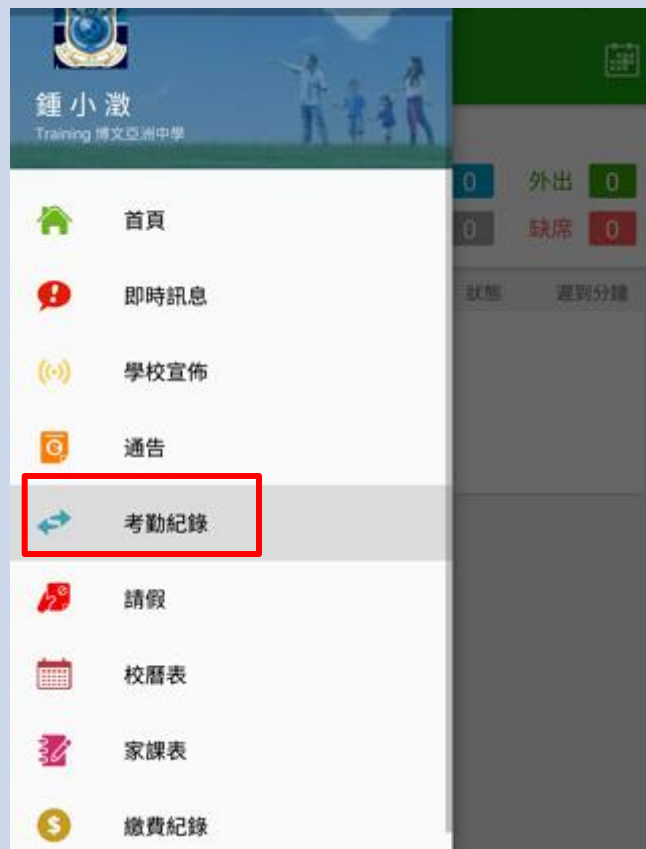 鍾小澂
Training 博文亞洲中學
0 外出 0
0 缺席 0
狀態 遲到分鐘
首頁
即時訊息
學校宣佈
通告
考勤紀錄
請假
校曆表
家課表
繳費紀錄